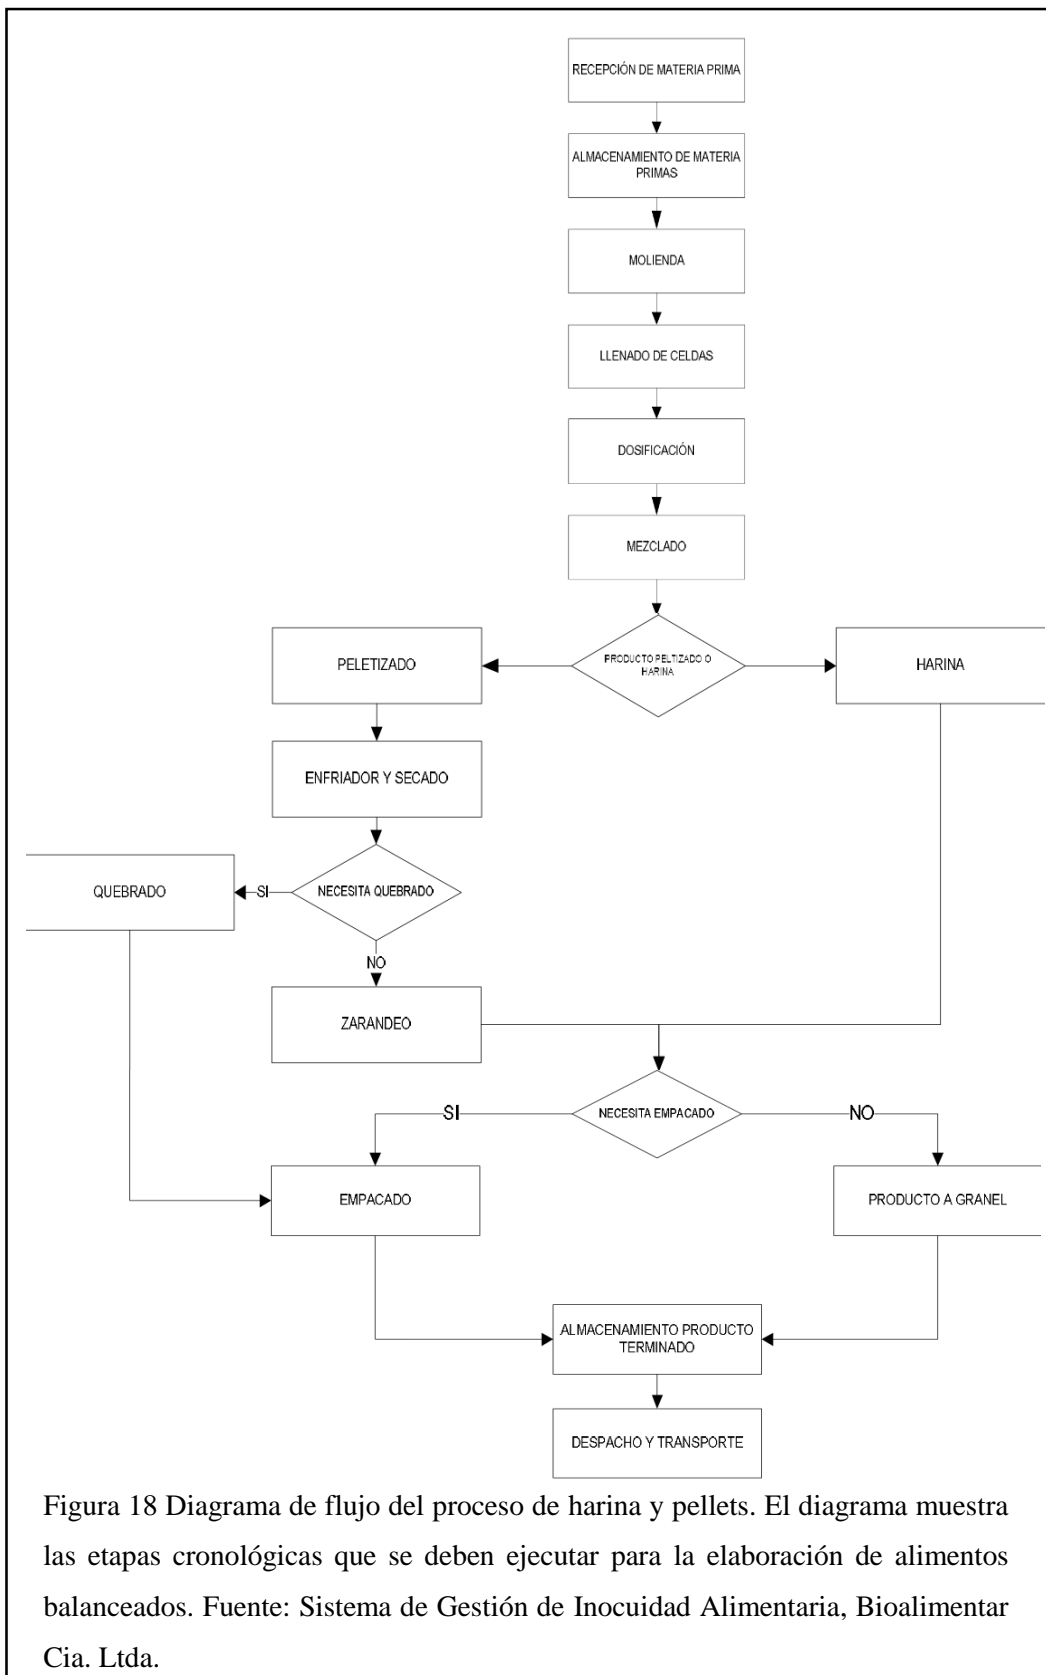 RECEPCIÓN DE MATERIA PRIMA
ALMACENAMIENTO DE MATERIA
PRIMAS
MOLIENDA
LLENADO DE CELDAS
DOSIFICACIÓN
MEZCLADO
PELETIZADO
PRODUCTO PELTIZADO O
HARINA
HARINA
ENFRIADOR Y SECADO
QUEBRADO
SI
NECESITA QUEBRADO
NO
ZARANDEO
SI
NECESITA EMPACADO
NO
EMPACADO
PRODUCTO A GRANEL
ALMACENAMIENTO PRODUCTO
TERMINADO
DESPACHO Y TRANSPORTE
Figura 18 Diagrama de flujo del proceso de harina y pellets. El diagrama muestra
las etapas cronológicas que se deben ejecutar para la elaboración de alimentos
balanceados. Fuente: Sistema de Gestión de Inocuidad Alimentaria, Bioalimentar
Cia. Ltda.